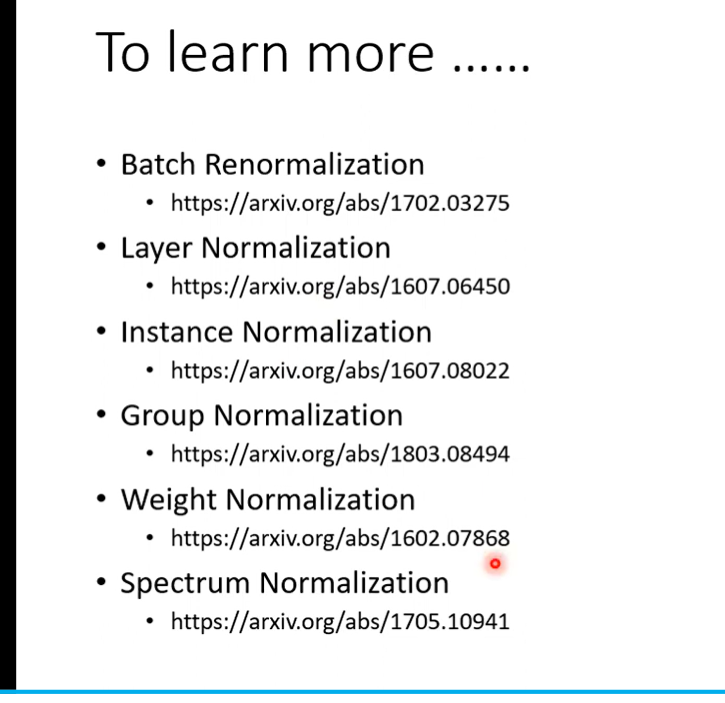 To learn more ……
• Batch Renormalization
• https://arxiv.org/abs/1702.03275
• Layer Normalization
• https://arxiv.org/abs/1607.06450
• Instance Normalization
• https://arxiv.org/abs/1607.08022
• Group Normalization
• https://arxiv.org/abs/1803.08494
• Weight Normalization
• https://arxiv.org/abs/1602.07868
• Spectrum Normalization
• https://arxiv.org/abs/1705.10941